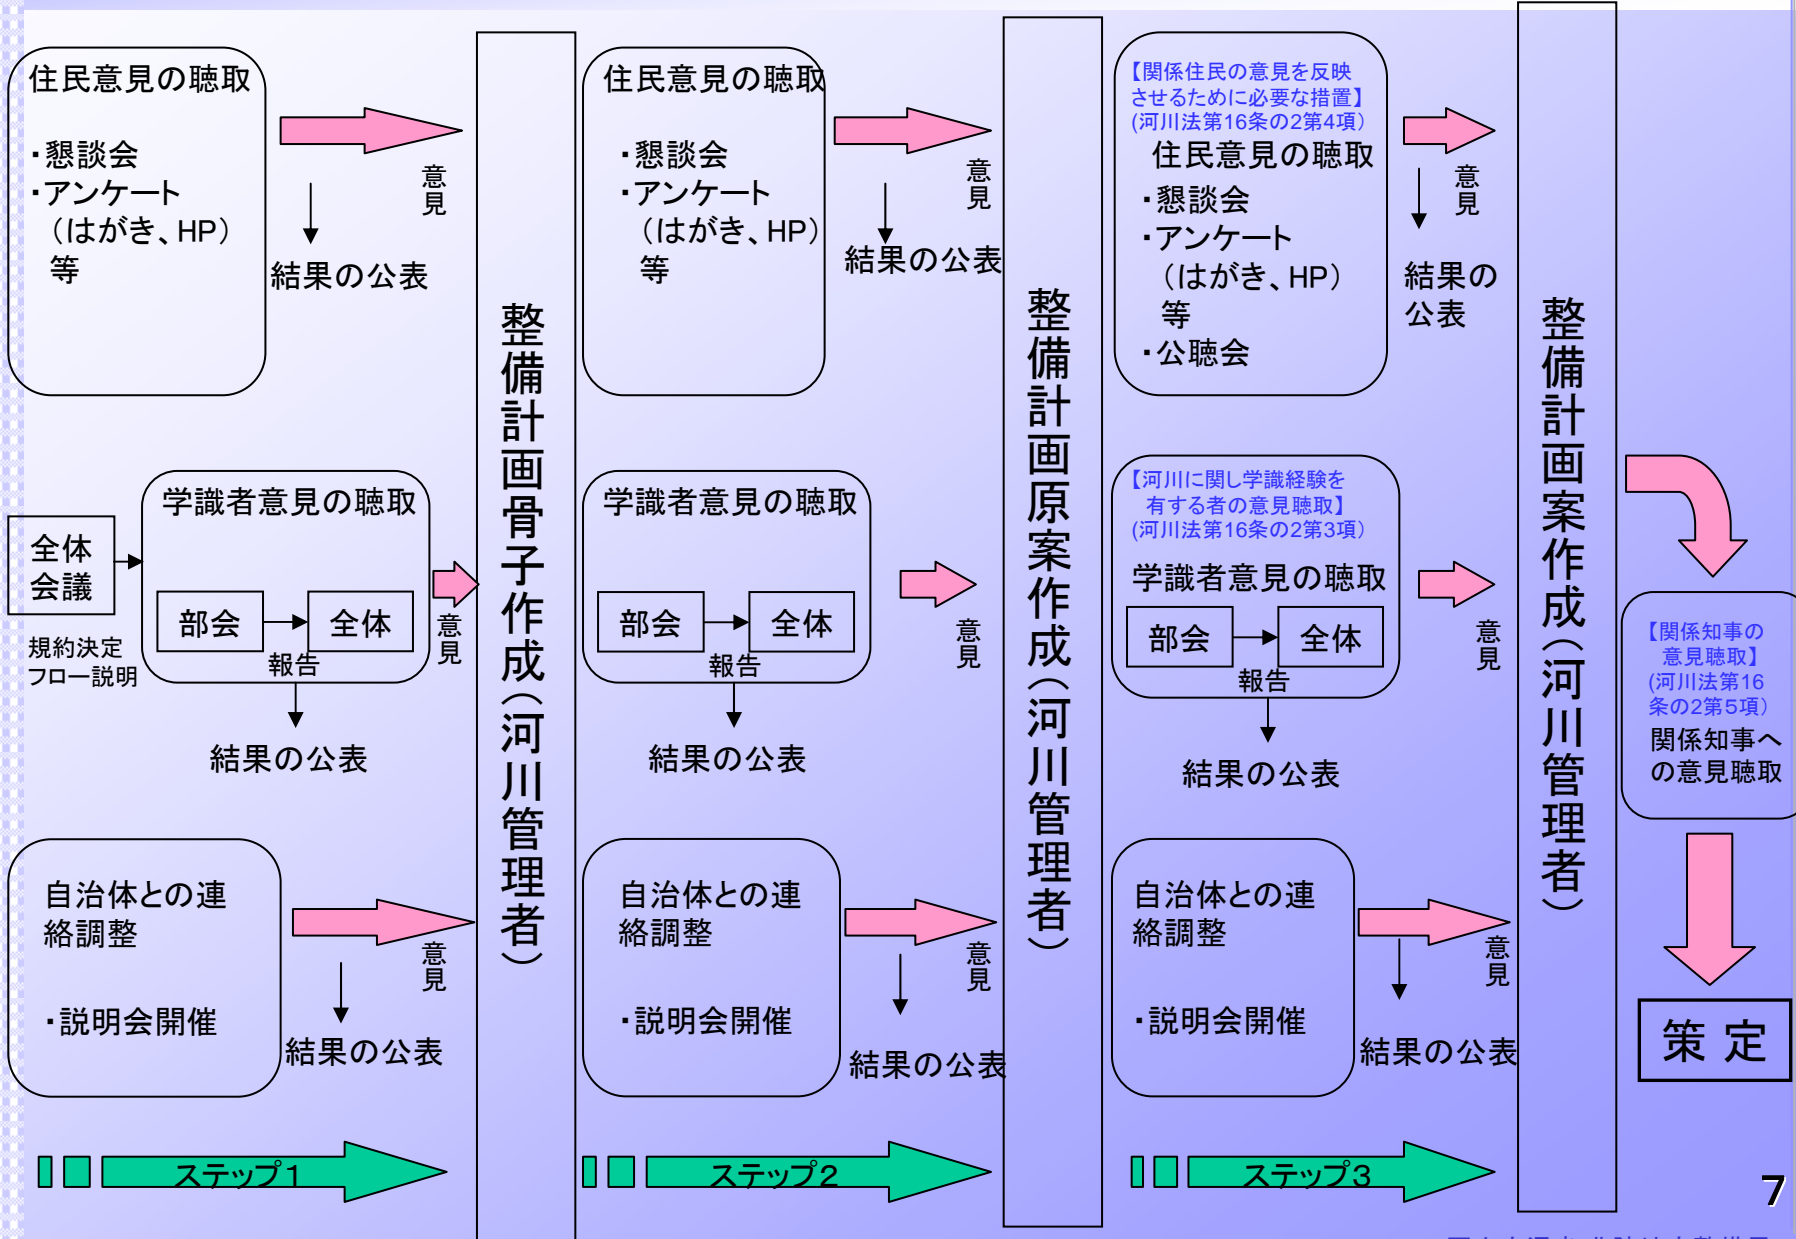 住民意見の聴取
・懇談会
・アンケート
（はがき、HP）
等
意見
結果の公表
全体
会議
規約決定
フロー説明
学識者意見の聴取
部会
全体
報告
意見
結果の公表
自治体との連
絡調整
・説明会開催
意見
結果の公表
ステップ1
整備計画骨子作成（河川管理者）
住民意見の聴取
・懇談会
・アンケート
（はがき、HP）
等
意見
結果の公表
学識者意見の聴取
部会
全体
報告
意見
結果の公表
自治体との連
絡調整
・説明会開催
意見
結果の公表
ステップ2
整備計画原案作成（河川管理者）
【関係住民の意見を反映
させるために必要な措置】
(河川法第16条の2第4項）
住民意見の聴取
・懇談会
・アンケート
（はがき、HP）
等
・公聴会
意見
結果の
公表
【河川に関し学識経験を
有する者の意見聴取】
(河川法第16条の2第3項）
学識者意見の聴取
部会
全体
報告
意見
結果の公表
自治体との連
絡調整
・説明会開催
意見
結果の公表
ステップ3
整備計画案作成（河川管理者）
【関係知事の
意見聴取】
(河川法第16
条の2第5項）
関係知事へ
の意見聴取
策 定
7